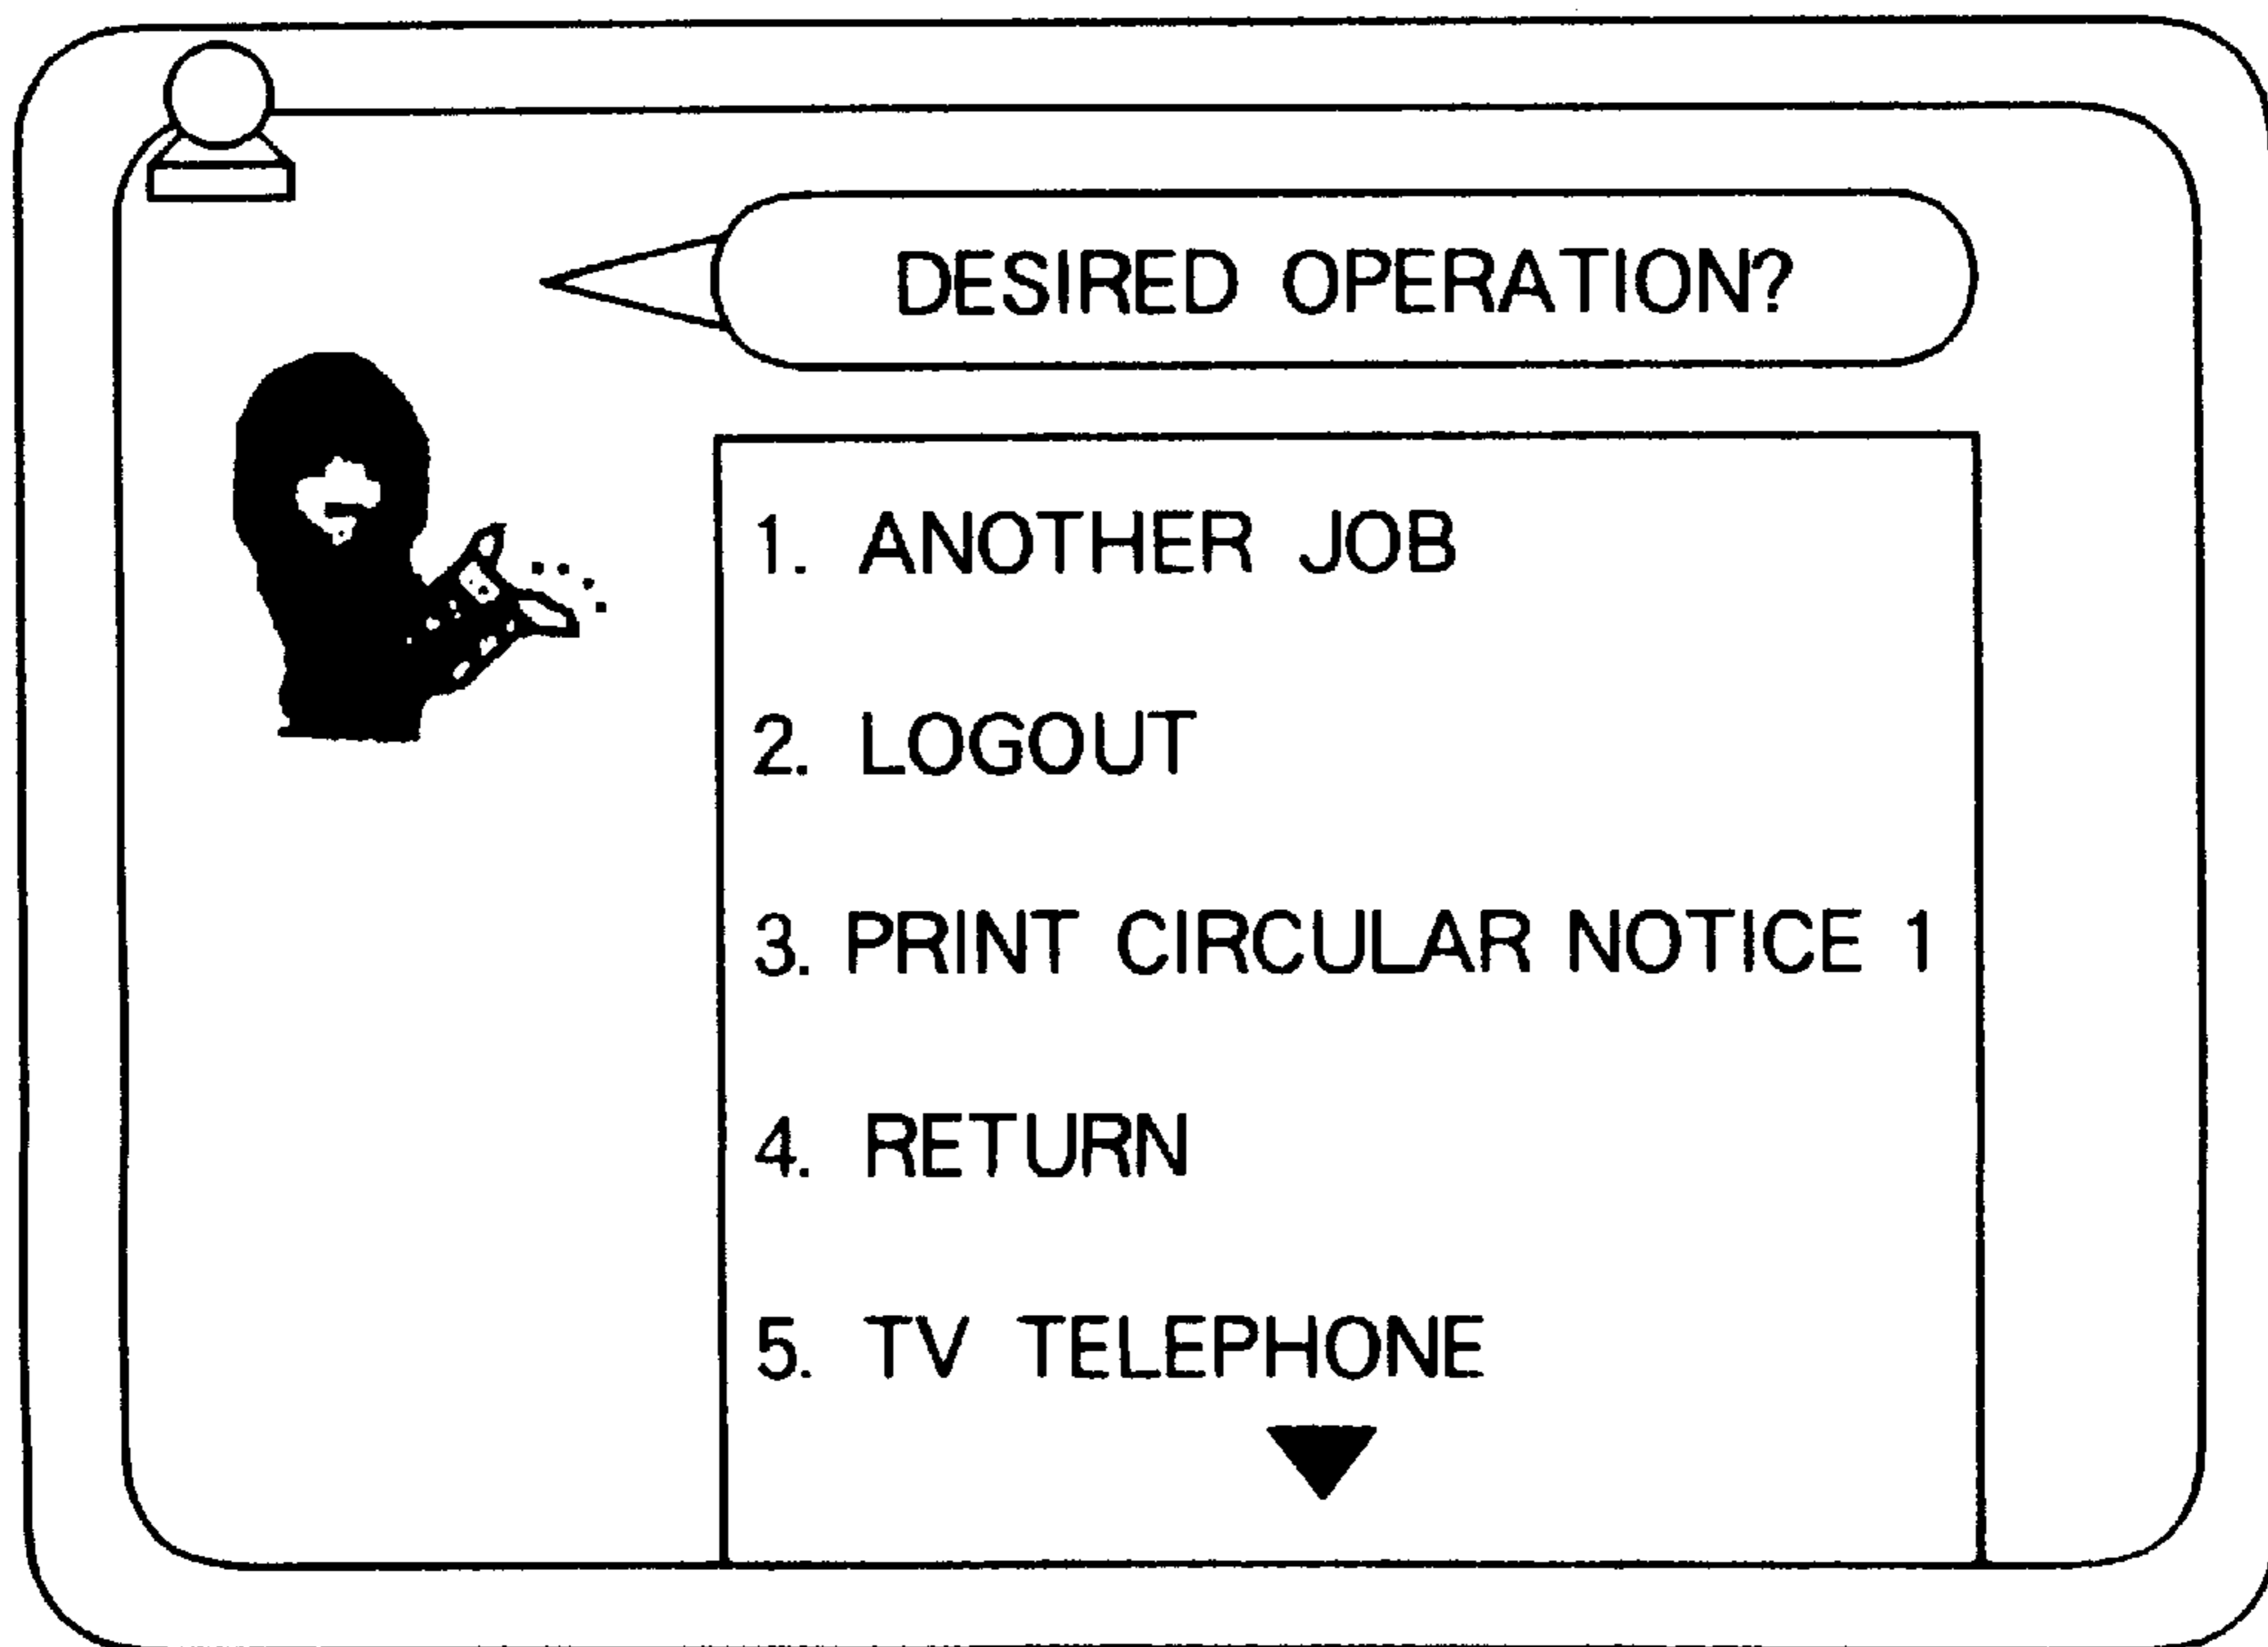 DESIRED OPERATION?
1. ANOTHER JOB
2. LOGOUT
3. PRINT CIRCULAR NOTICE 1
4. RETURN
5. TV TELEPHONE